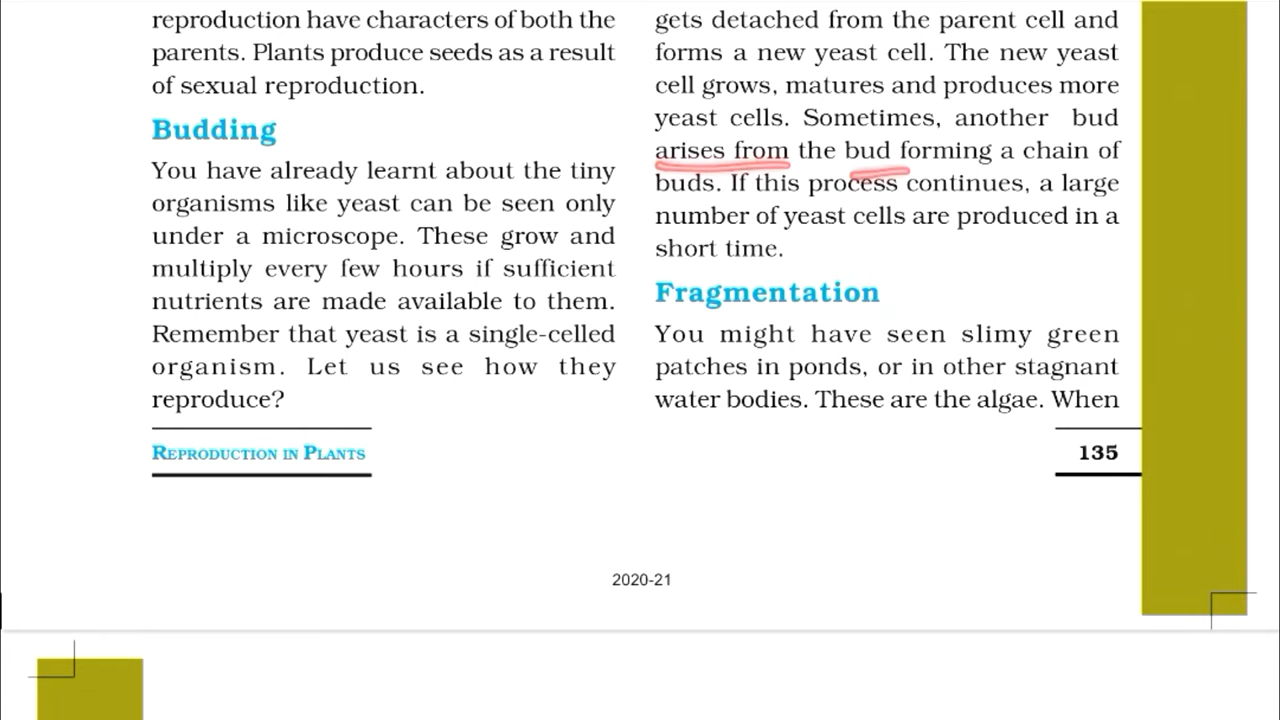 reproduction have characters of both the
parents. Plants produce seeds as a result
of sexual reproduction.
Budding
You have already learnt about the tiny
organisms like yeast can be seen only
under a microscope. These grow and
multiply every few hours if sufficient
nutrients are made available to them.
Remember that yeast is a single-celled
organism. Let us see how they
reproduce?
gets detached from the parent cell and
forms a new yeast cell. The new yeast
cell grows, matures and produces more
yeast cells. Sometimes, another bud
arises from the bud forming a chain of
buds. If this process continues, a large
number of yeast cells are produced in a
short time.
Fragmentation
You might have seen slimy green
patches in ponds, or in other stagnant
water bodies. These are the algae. When
REPRODUCTION IN PLANTS
135
2020-21